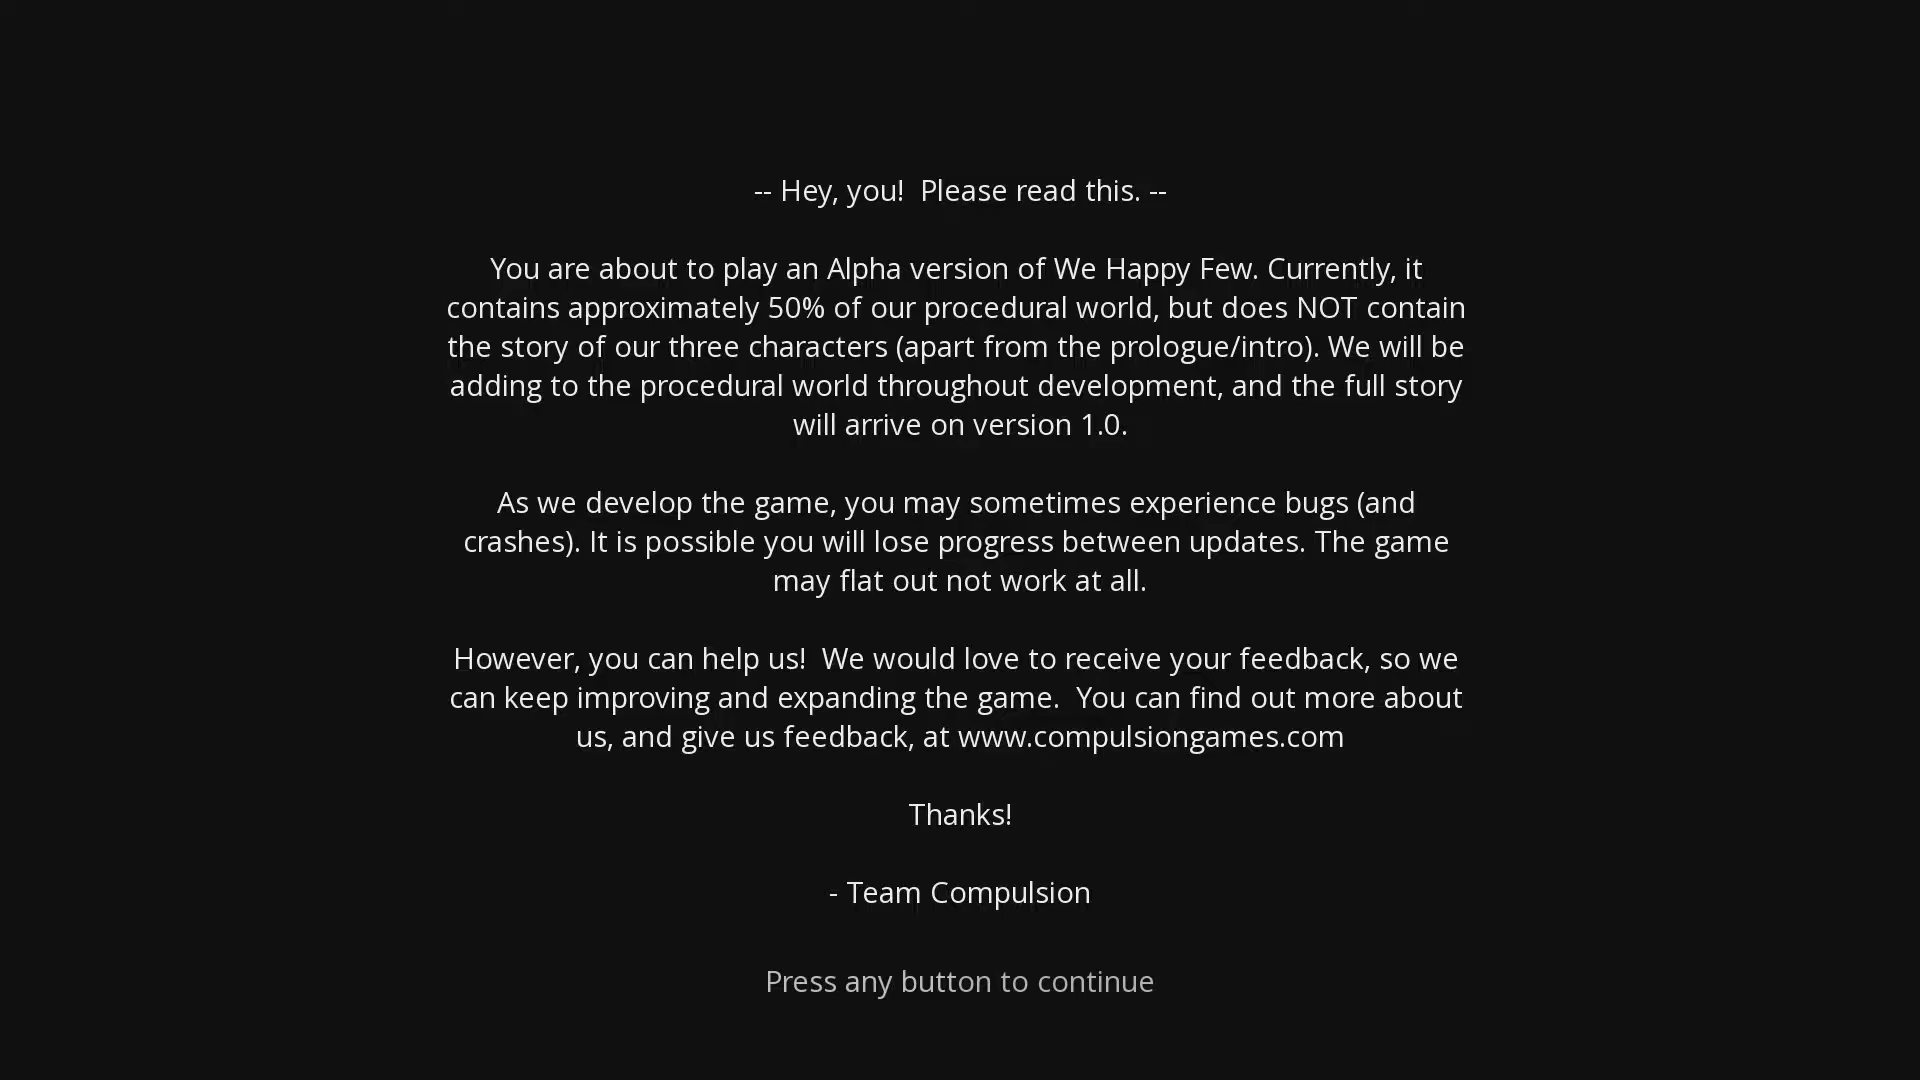 -- Hey, you!  Please read this. --
You are about to play an Alpha version of We Happy Few. Currently, it
contains approximately 50% of our procedural world, but does NOT contain
the story of our three characters (apart from the prologue/intro). We will be
adding to the procedural world throughout development, and the full story
will arrive on version 1.0.
As we develop the game, you may sometimes experience bugs (and
crashes). It is possible you will lose progress between updates. The game
may flat out not work at all.
However, you can help us!  We would love to receive your feedback, so we
can keep improving and expanding the game.  You can find out more about
us, and give us feedback, at www.compulsiongames.com
Thanks!
- Team Compulsion
Press any button to continue